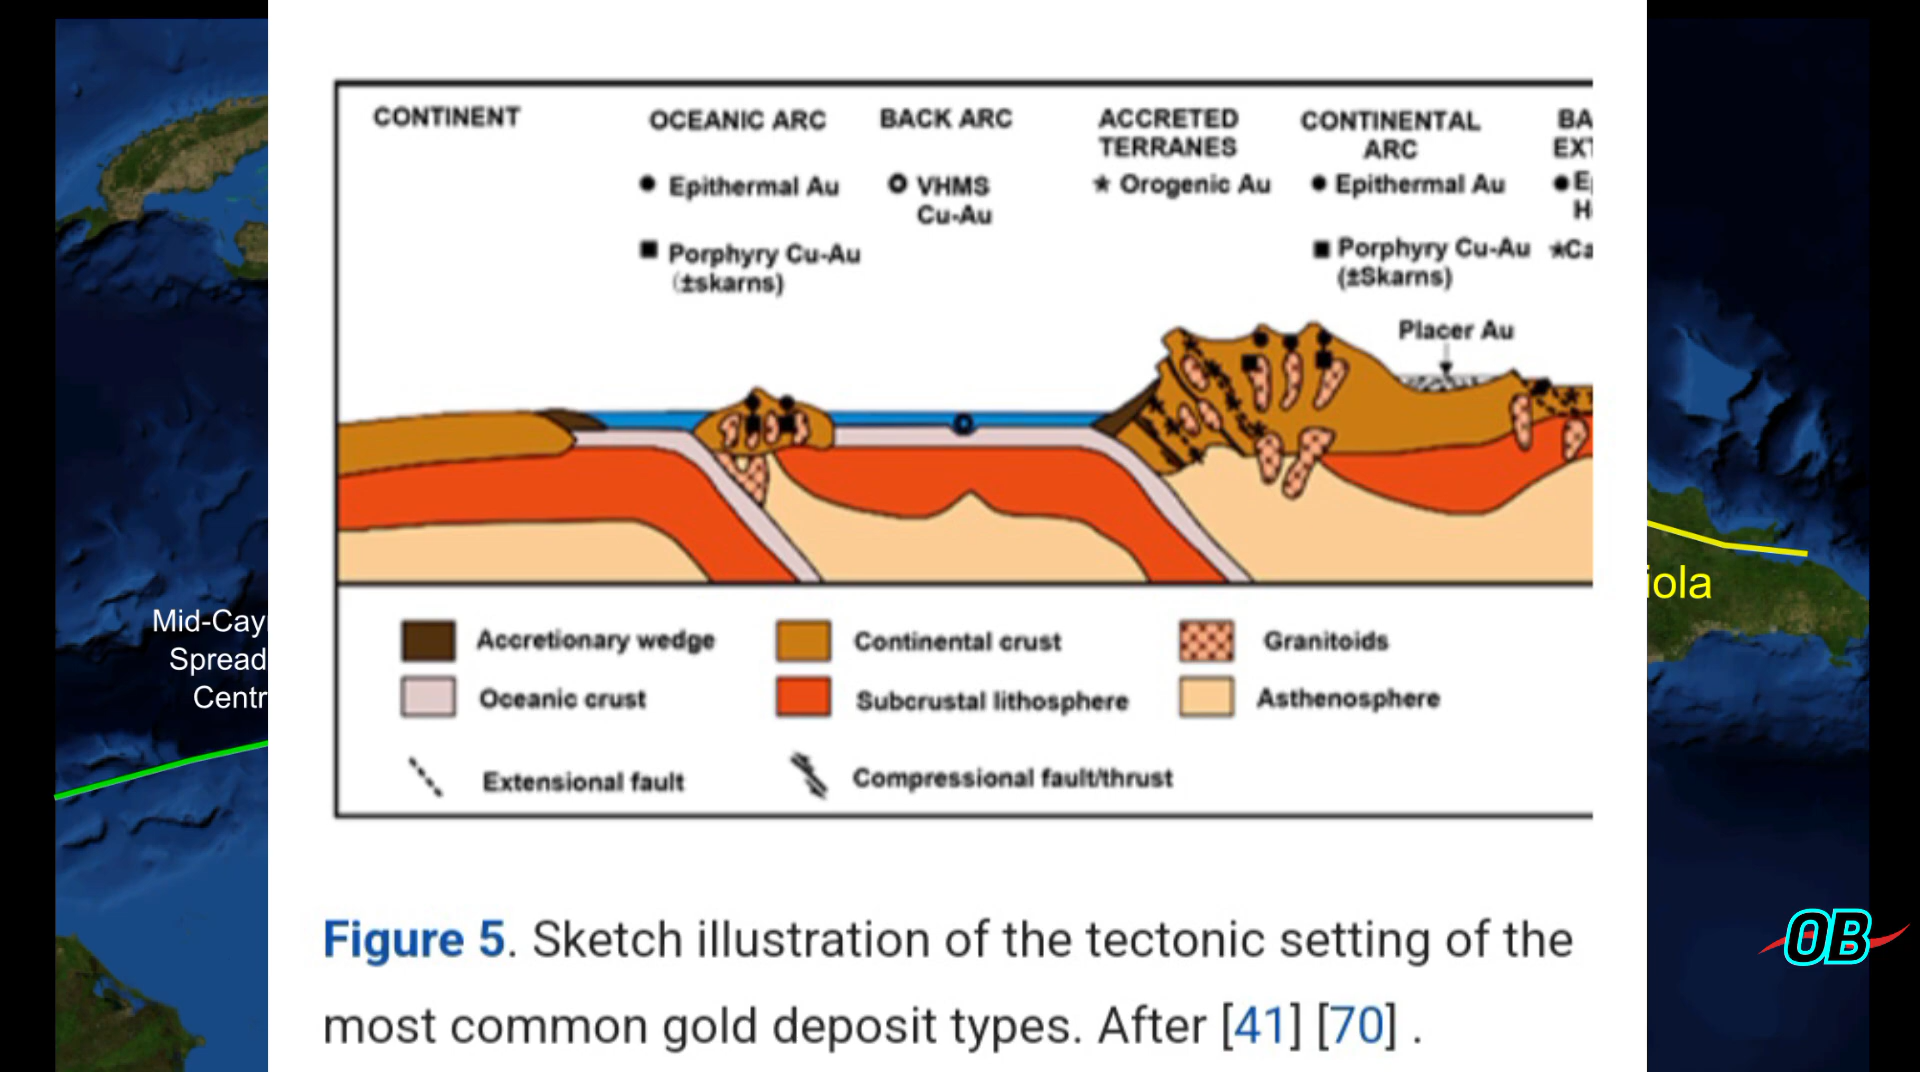 CONTINENT
OCEANIC ARC
BACK ARC
ACCRETED
TERRANES
CONTINENTAL
ARC
BA
EXT
● Epithermal Au
VHMS
Cu-Au
★ Orogenic Au
● Epithermal Au
■ Porphyry Cu-Au
(±skarns)
■ Porphyry Cu-Au
(±Skarns)
★Ca
Placer Au
Accretionary wedge
Continental crust
Granitoids
Oceanic crust
Subcrustal lithosphere
Asthenosphere
Extensional fault
Compressional fault/thrust
Figure 5. Sketch illustration of the tectonic setting of the
most common gold deposit types. After [41] [70] .
Mid-Cay
Spread
Centr
iola
OB